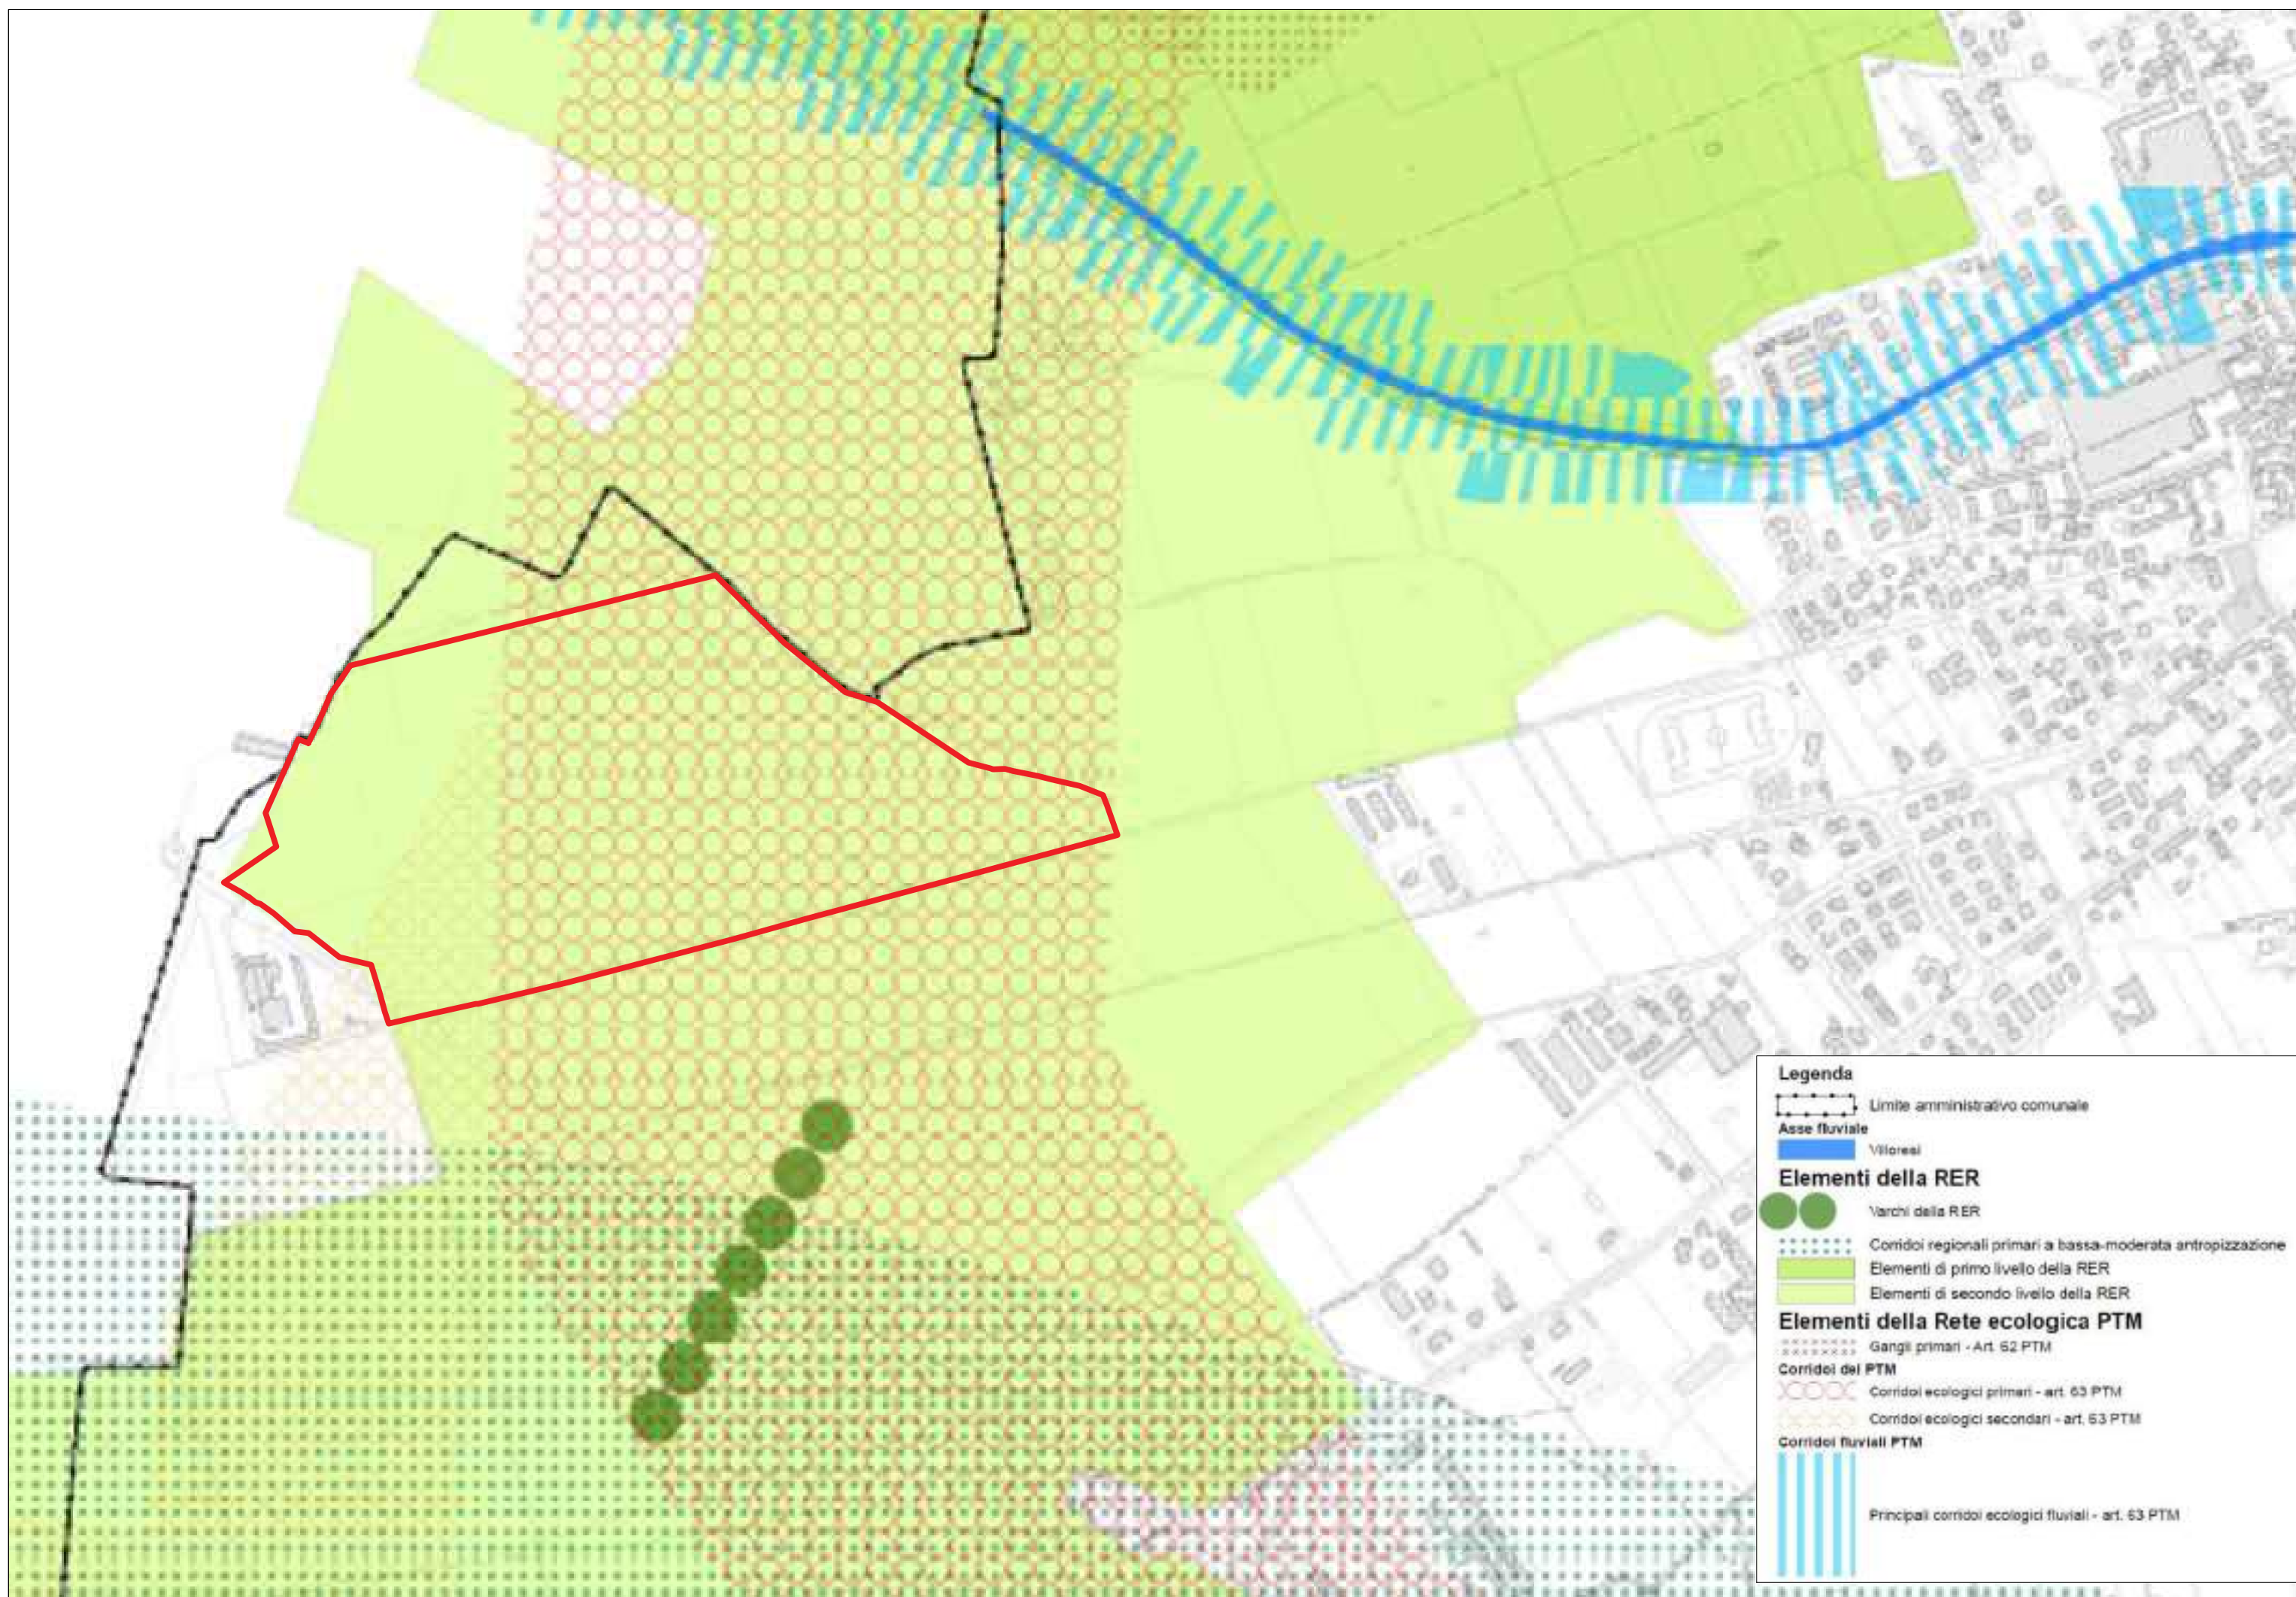 Legenda
Limite amministrativo comunale
Asse fluviale
Villoresi
Elementi della RER
Varchi della RER
Corridoi regionali primari a bassa-moderata antropizzazione
Elementi di primo livello della RER
Elementi di secondo livello della RER
Elementi della Rete ecologica PTM
Gangli primari - Art. 62 PTM
Corridoi del PTM
Corridoi ecologici primari - art. 63 PTM
Corridoi ecologici secondari - art. 63 PTM
Corridoi fluviali PTM
Principali corridoi ecologici fluviali - art. 63 PTM